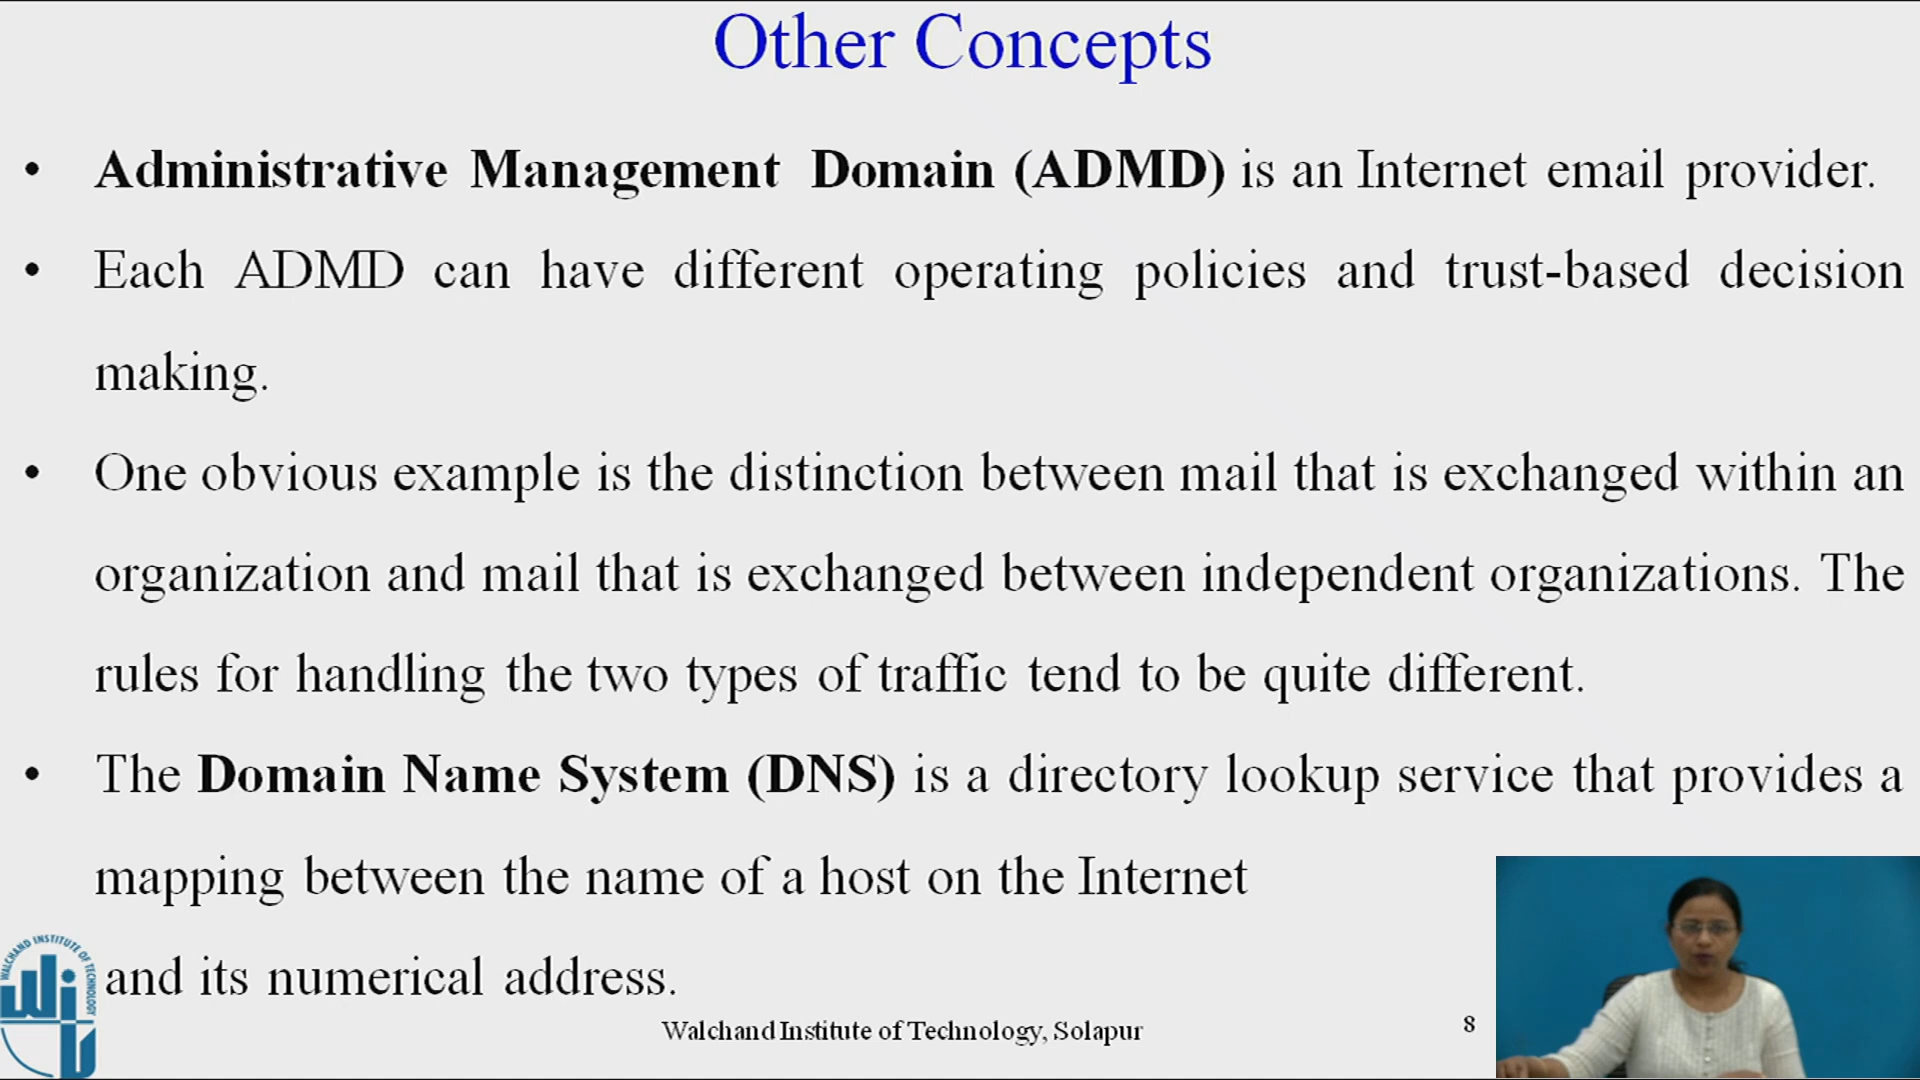 Other Concepts
• Administrative Management Domain (ADMD) is an Internet email provider.
• Each ADMD can have different operating policies and trust-based decision
making.
• One obvious example is the distinction between mail that is exchanged within an
organization and mail that is exchanged between independent organizations. The
rules for handling the two types of traffic tend to be quite different.
• The Domain Name System (DNS) is a directory lookup service that provides a
mapping between the name of a host on the Internet
and its numerical address.
WALCHAND INSTITUTE OF TECHNOLOGY
Walchand Institute of Technology, Solapur
8